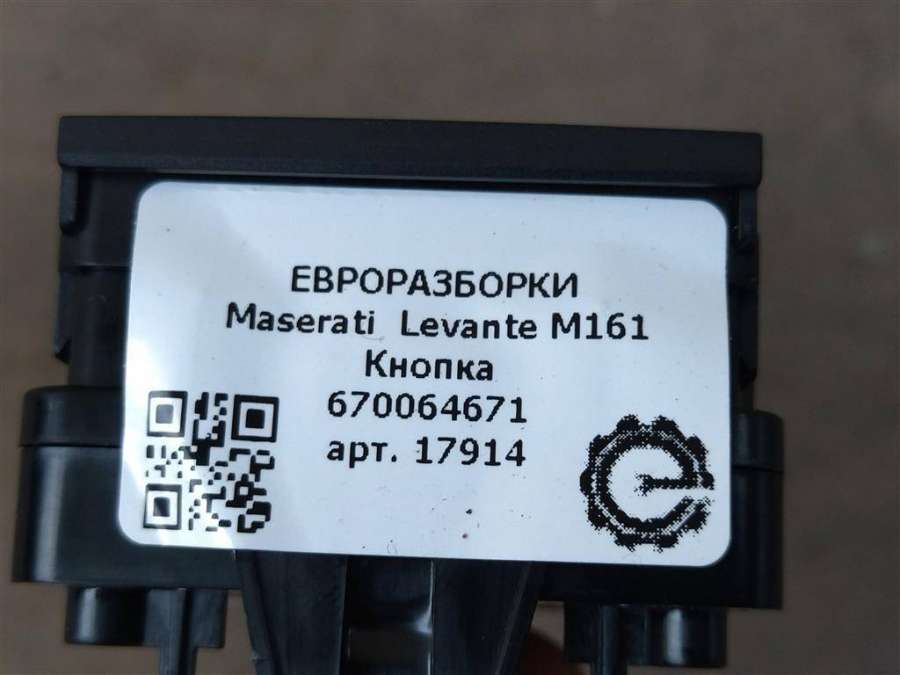 ЕВРОРАЗБОРКИ
Maserati Levante M161
Кнопка
670064671
арт. 17914